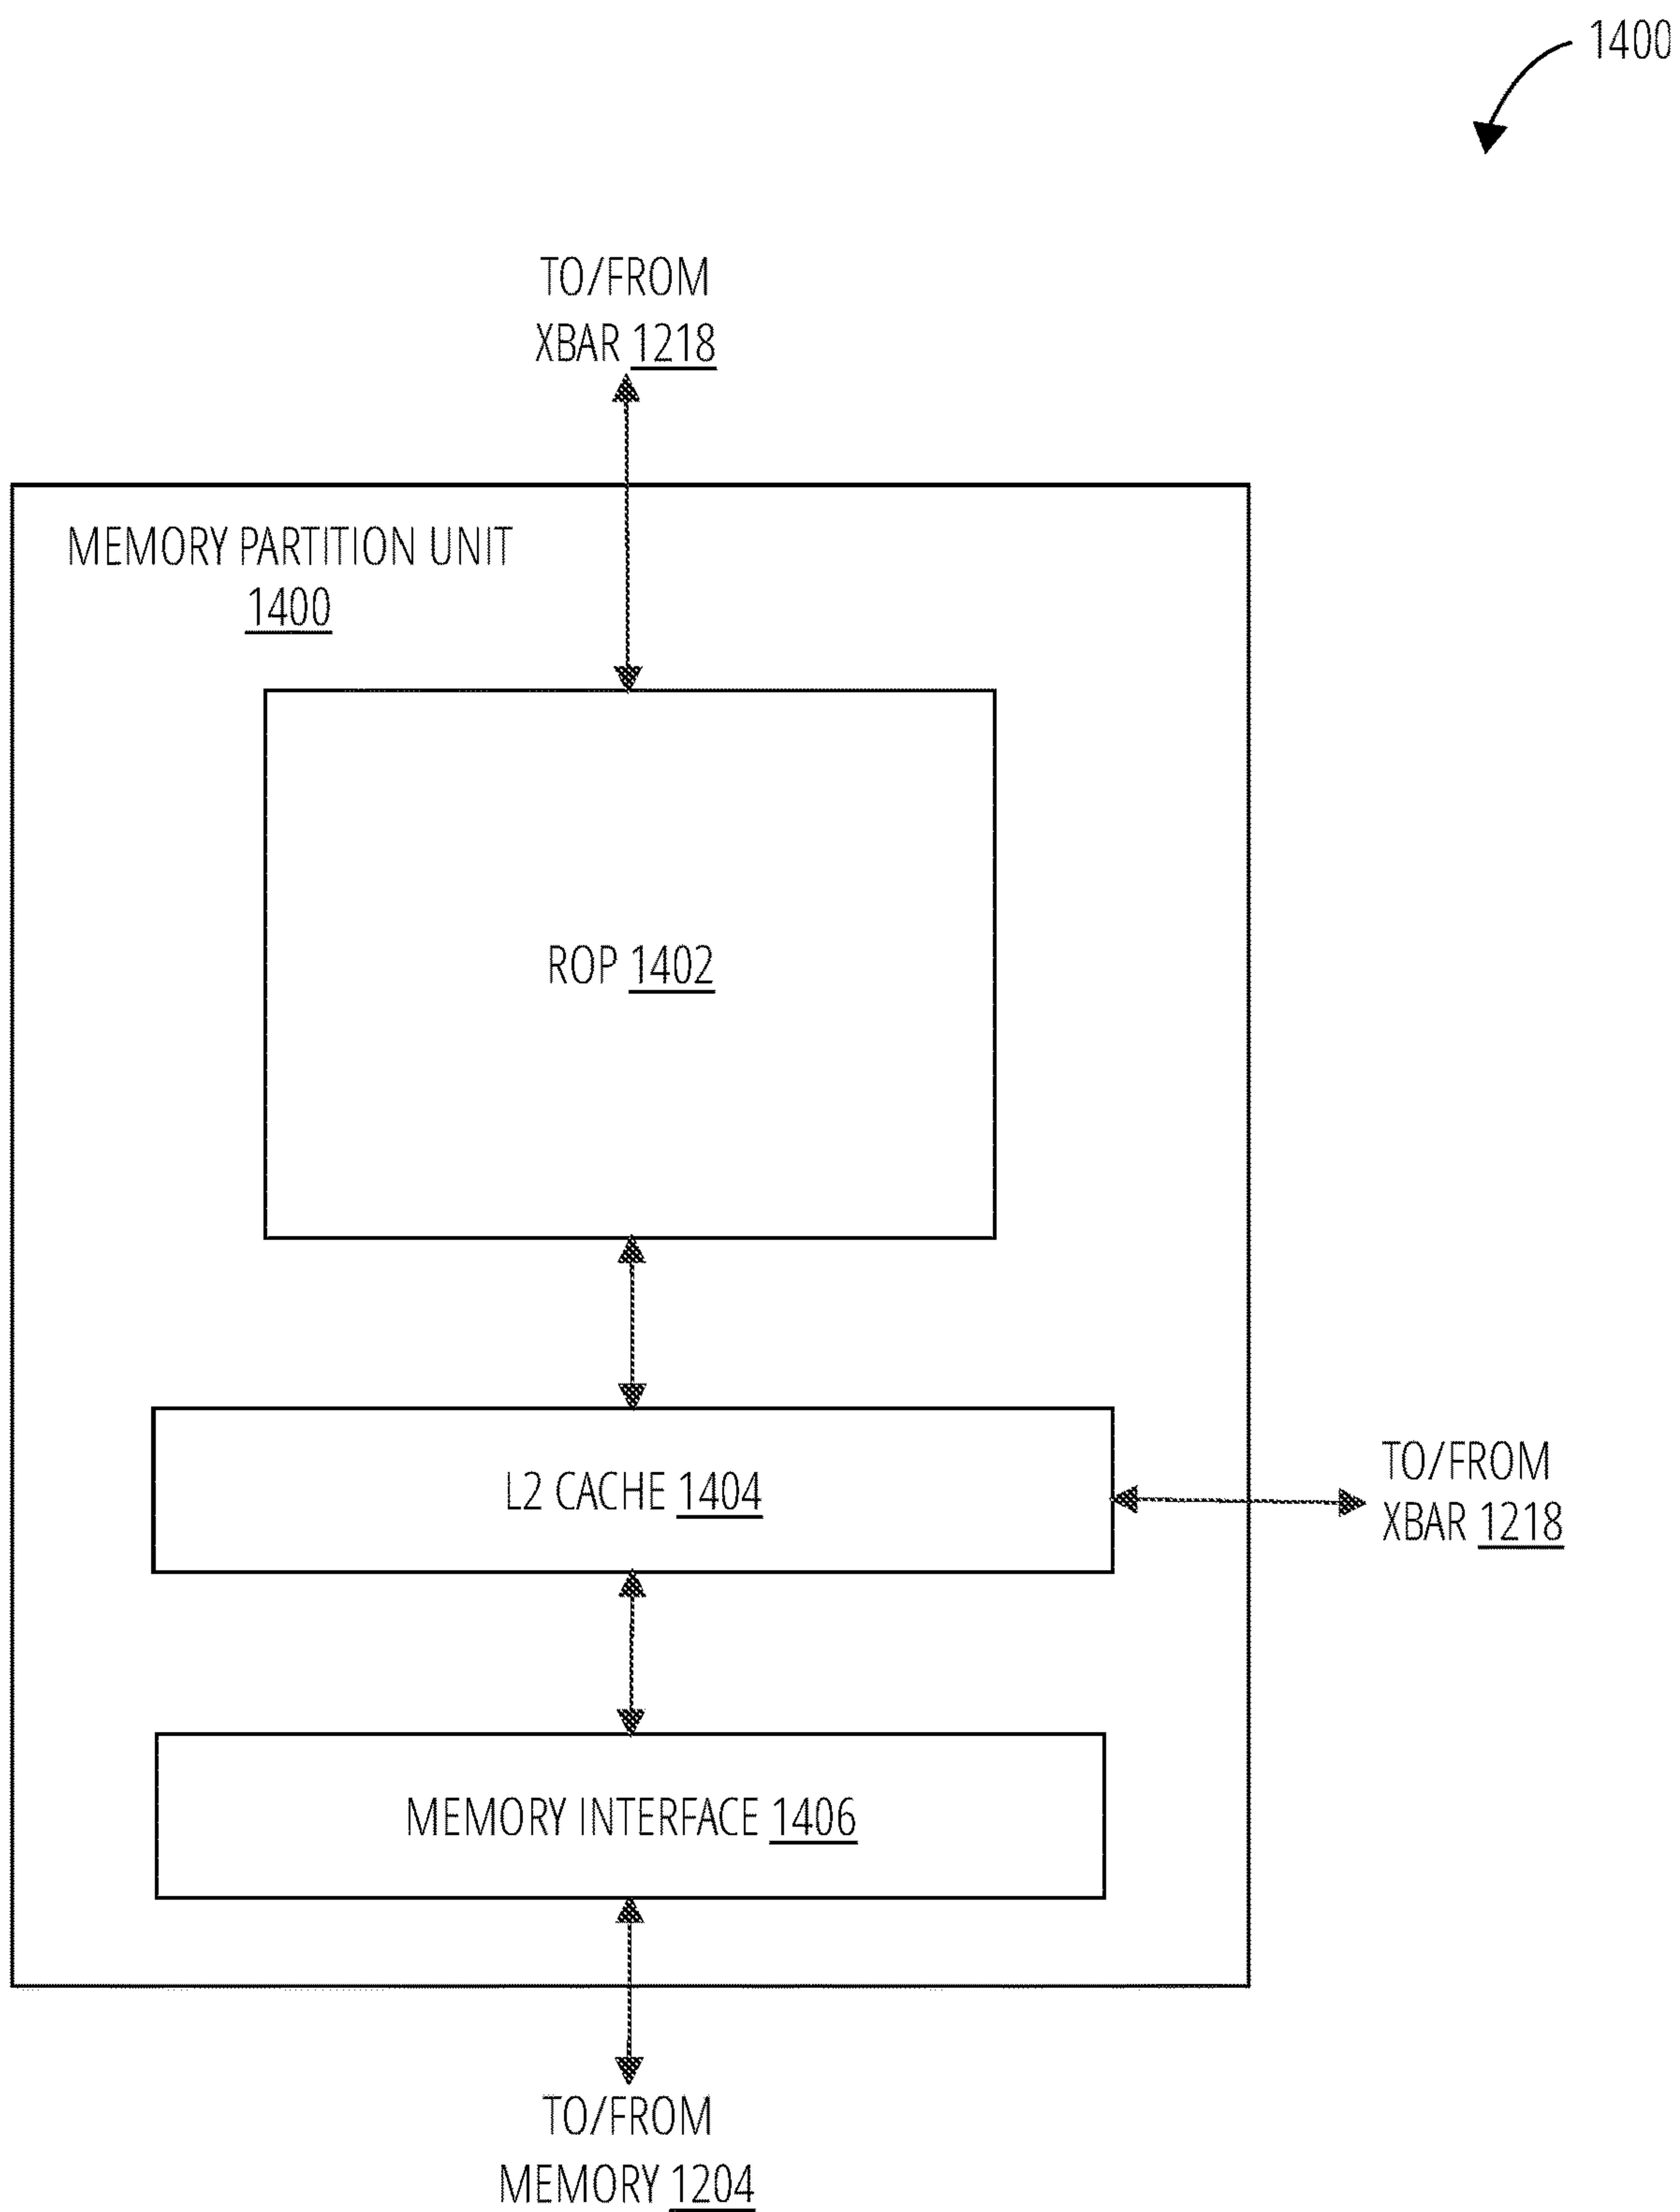 1400
TO/FROM
XBAR 1218
MEMORY PARTITION UNIT
1400
ROP 1402
L2 CACHE 1404
TO/FROM
XBAR 1218
MEMORY INTERFACE 1406
TO/FROM
MEMORY 1204